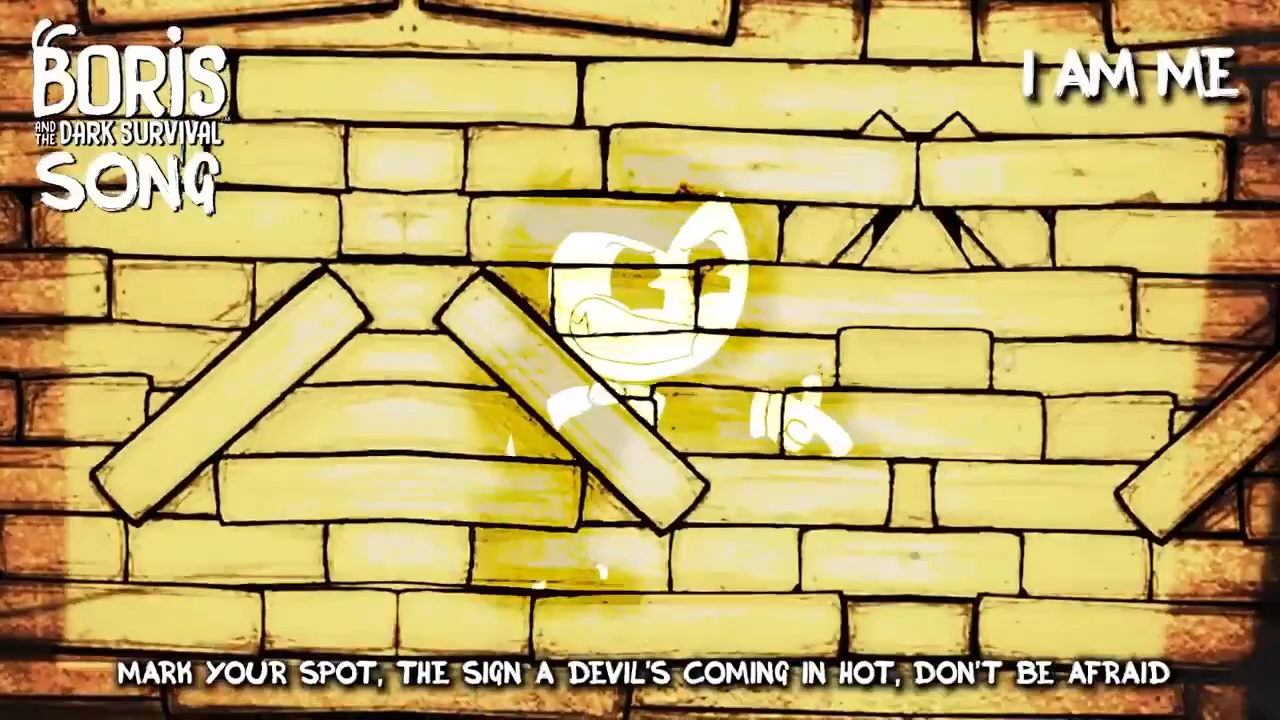 BORIS
AND THE DARK SURVIVAL
SONG
I AM ME
MARK YOUR SPOT, THE SIGN A DEVIL'S COMING IN HOT, DON'T BE AFRAID